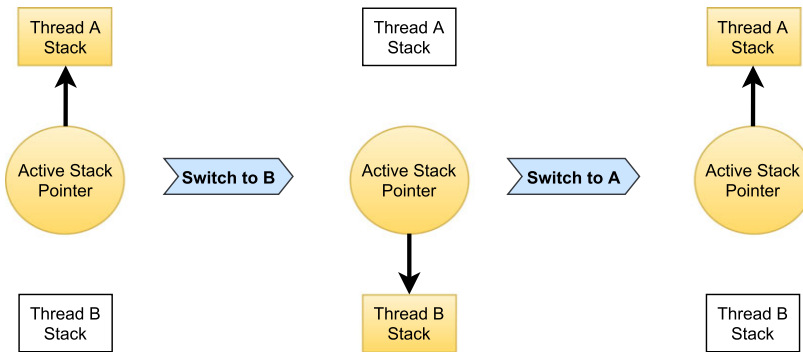 Thread A
Stack
Thread A
Stack
Thread A
Stack
Active Stack
Pointer
Switch to B
Active Stack
Pointer
Switch to A
Active Stack
Pointer
Thread B
Stack
Thread B
Stack
Thread B
Stack